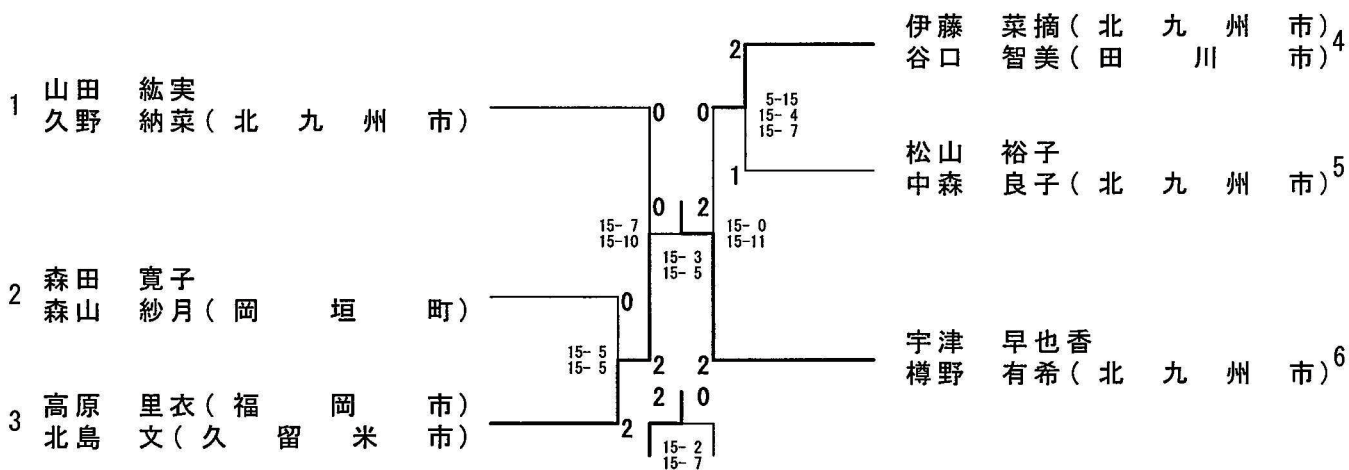 1 山田 紘実
久野 納菜(北九州市)
2 森田 寛子
森山 紗月(岡垣町)
3 高原 里衣(福岡市)
北島 文(久留米市)
0
15- 7
15-10
0
15- 5
15- 5
2
2
0 2
15- 3
15- 5
2 0
15- 2
15- 7
0
2
5-15
15- 4
15- 7
1
15- 0
15-11
2
伊藤 菜摘(北九州市) 4
谷口 智美(田川市)
松山 裕子 5
中森 良子(北九州市)
宇津 早也香 6
樽野 有希(北九州市)